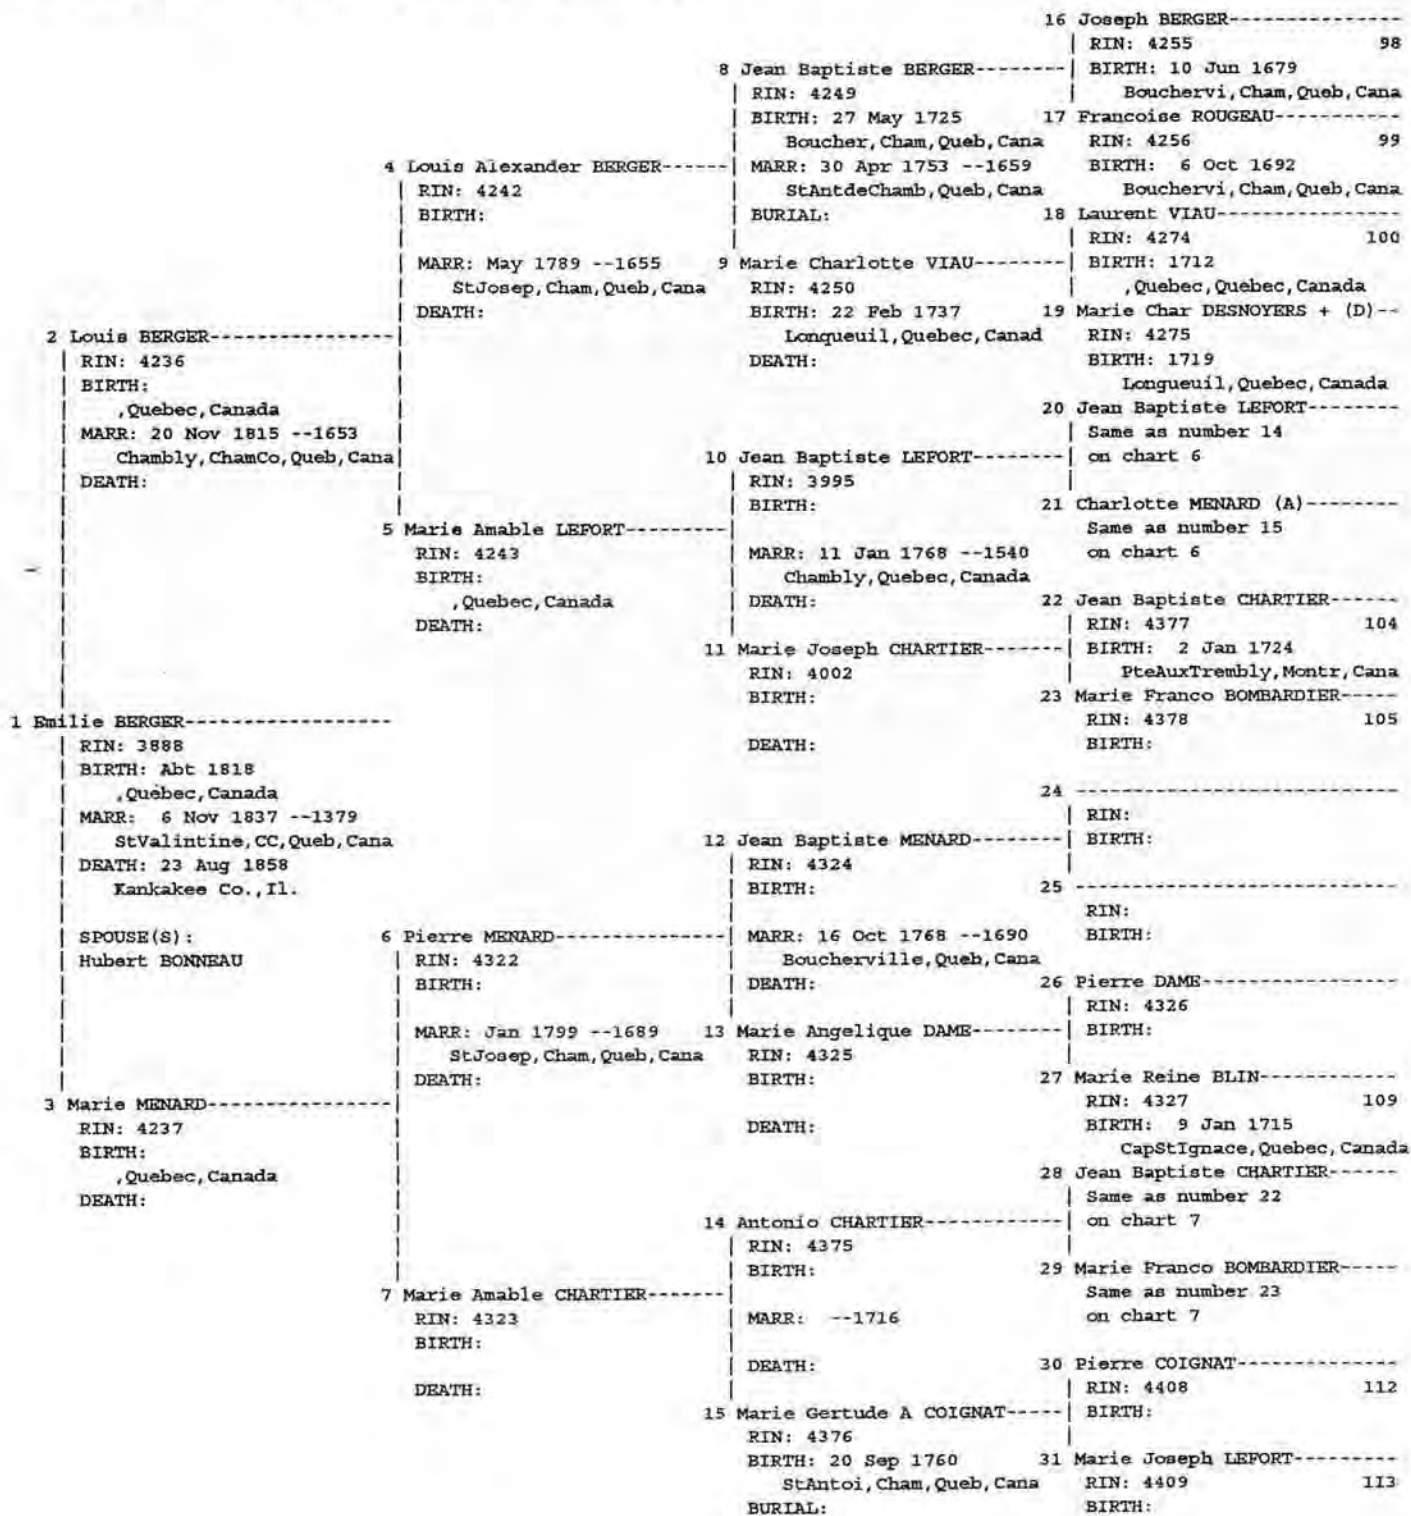 16 Joseph BERGER---------------
RIN: 4255 98
BIRTH: 10 Jun 1679
Bouchervi,Cham,Queb,Cana
8 Jean Baptiste BERGER--------
RIN: 4249
BIRTH: 27 May 1725
Boucher,Cham,Queb,Cana
MARR: 30 Apr 1753 --1659
StAntdeChamb,Queb,Cana
BURIAL:
17 Francoise ROUGEAU-----------
RIN: 4256 99
BIRTH: 6 Oct 1692
Bouchervi,Cham,Queb,Cana
4 Louis Alexander BERGER------
RIN: 4242
BIRTH:
MARR: May 1789 --1655
StJosep,Cham,Queb,Cana
DEATH:
18 Laurent VIAU----------------
RIN: 4274 100
BIRTH: 1712
,Quebec,Quebec,Canada
9 Marie Charlotte VIAU--------
RIN: 4250
BIRTH: 22 Feb 1737
Lonqueuil,Quebec,Canad
DEATH:
19 Marie Char DESNOYERS + (D)--
RIN: 4275
BIRTH: 1719
Longueuil,Quebec,Canada
2 Louis BERGER----------------
RIN: 4236
BIRTH:
,Quebec,Canada
MARR: 20 Nov 1815 --1653
Chambly,ChamCo,Queb,Cana
DEATH:
20 Jean Baptiste LEFORT--------
Same as number 14
on chart 6
10 Jean Baptiste LEFORT--------
RIN: 3995
BIRTH:
MARR: 11 Jan 1768 --1540
Chambly,Quebec,Canada
DEATH:
21 Charlotte MENARD (A)--------
Same as number 15
on chart 6
5 Marie Amable LEFORT---------
RIN: 4243
BIRTH:
,Quebec,Canada
DEATH:
22 Jean Baptiste CHARTIER------
RIN: 4377 104
BIRTH: 2 Jan 1724
PteAuxTrembly,Montr,Cana
11 Marie Joseph CHARTIER-------
RIN: 4002
BIRTH:
DEATH:
23 Marie Franco BOMBARDIER------
RIN: 4378 105
BIRTH:
1 Emilie BERGER------------------
RIN: 3888
BIRTH: Abt 1818
,Quebec,Canada
MARR: 6 Nov 1837 --1379
StValintine,CC,Queb,Cana
DEATH: 23 Aug 1858
Kankakee Co.,Il.
SPOUSE(S):
Hubert BONNEAU
24 ----------------------------
RIN:
BIRTH:
12 Jean Baptiste MENARD--------
RIN: 4324
BIRTH:
MARR: 16 Oct 1768 --1690
Boucherville,Queb,Cana
DEATH:
25 ----------------------------
RIN:
BIRTH:
6 Pierre MENARD---------------
RIN: 4322
BIRTH:
MARR: Jan 1799 --1689
StJosep,Cham,Queb,Cana
DEATH:
26 Pierre DAME-----------------
RIN: 4326
BIRTH:
13 Marie Angelique DAME--------
RIN: 4325
BIRTH:
DEATH:
27 Marie Reine BLIN------------
RIN: 4327 109
BIRTH: 9 Jan 1715
CapStIgnace,Quebec,Canada
3 Marie MENARD----------------
RIN: 4237
BIRTH:
,Quebec,Canada
DEATH:
28 Jean Baptiste CHARTIER------
Same as number 22
on chart 7
14 Antonio CHARTIER------------
RIN: 4375
BIRTH:
MARR: --1716
DEATH:
29 Marie Franco BOMBARDIER-----
Same as number 23
on chart 7
7 Marie Amable CHARTIER-------
RIN: 4323
BIRTH:
DEATH:
30 Pierre COIGNAT--------------
RIN: 4408 112
BIRTH:
15 Marie Gertude A COIGNAT-----
RIN: 4376
BIRTH: 20 Sep 1760
StAntoi,Cham,Queb,Cana
BURIAL:
31 Marie Joseph LEFORT---------
RIN: 4409 113
BIRTH: